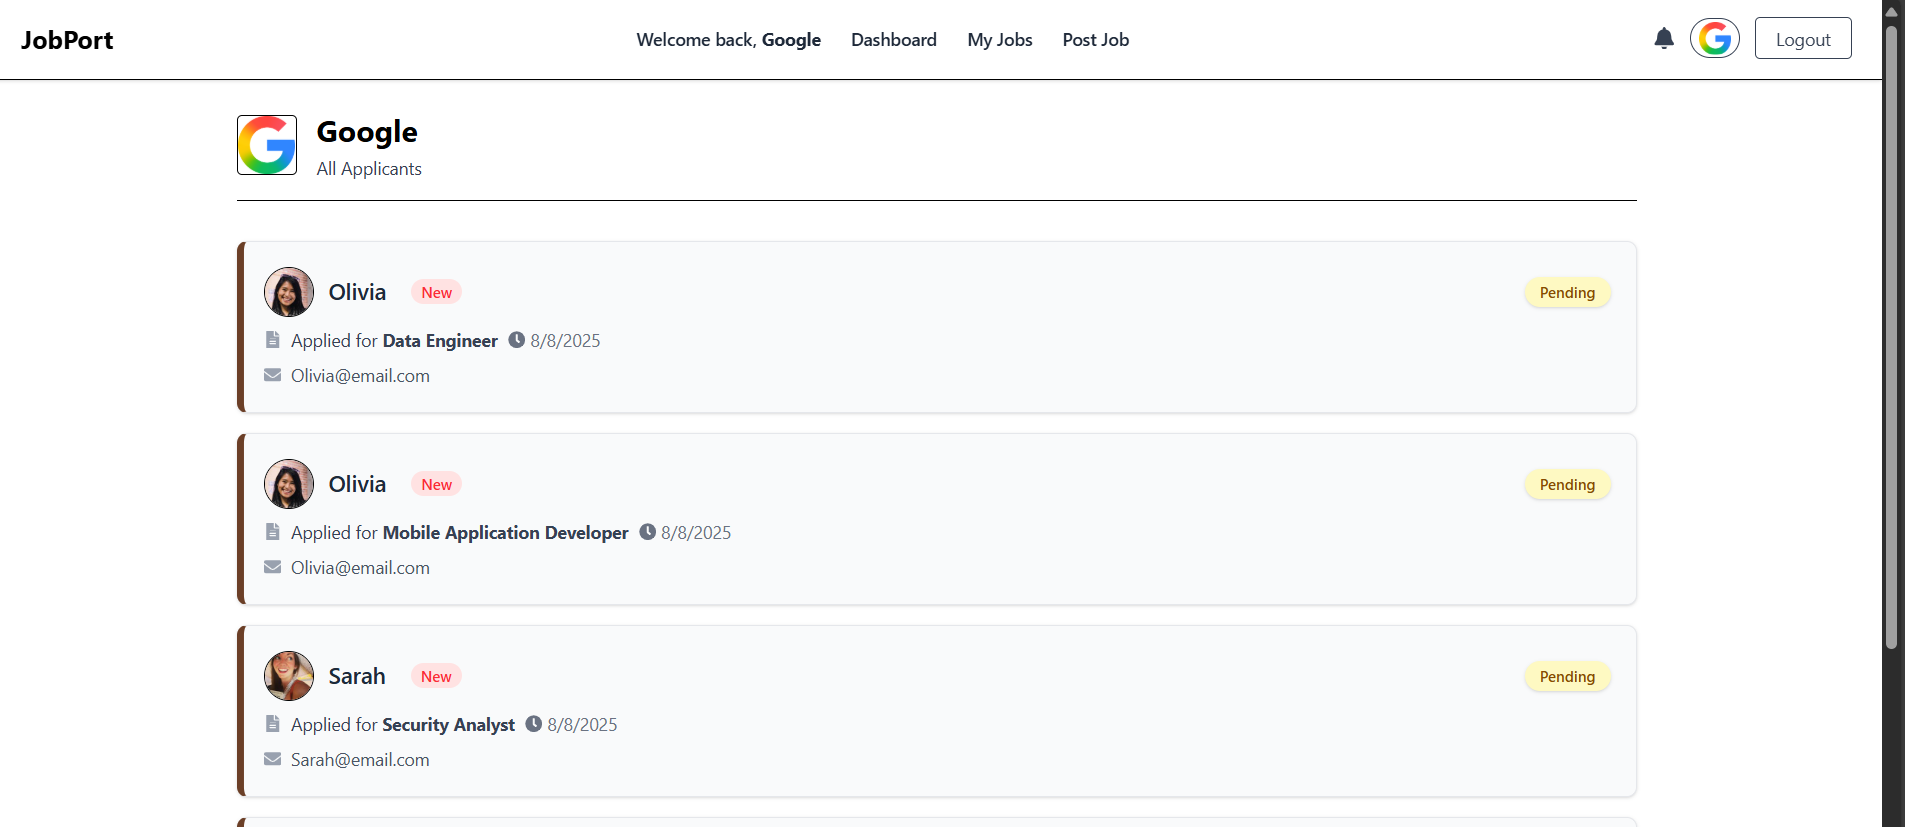 JobPort
Welcome back, Google Dashboard My Jobs Post Job
Logout
Google
All Applicants
Olivia New Pending
Applied for Data Engineer 8/8/2025
Olivia@email.com
Olivia New Pending
Applied for Mobile Application Developer 8/8/2025
Olivia@email.com
Sarah New Pending
Applied for Security Analyst 8/8/2025
Sarah@email.com